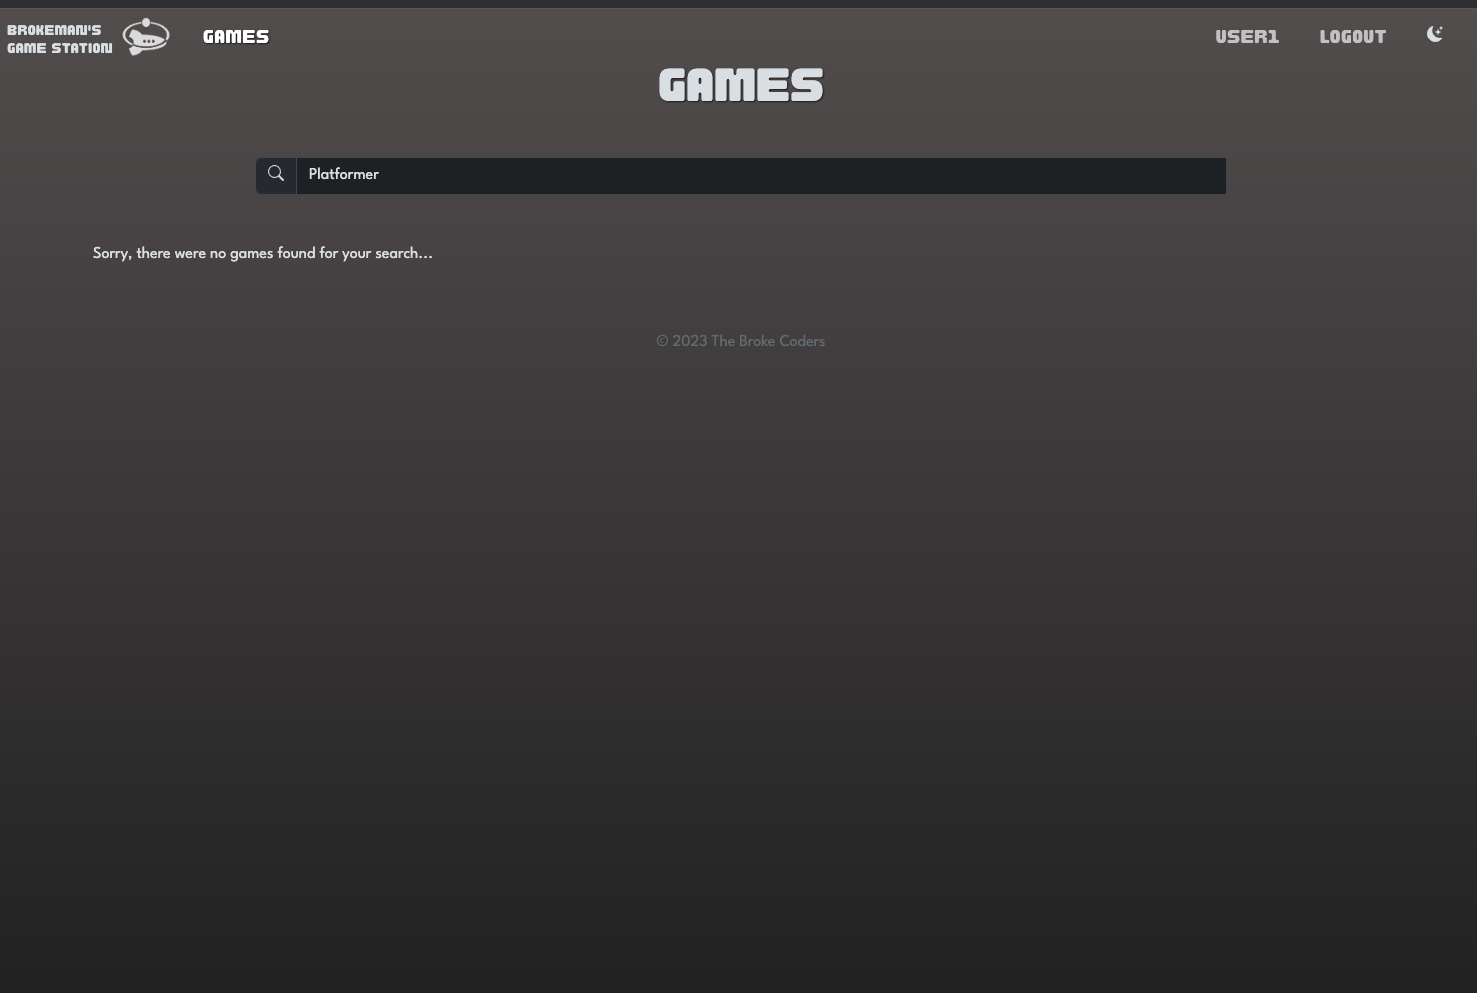 BROKEMAN'S
GAME STATION
GAMES
USER1
LOGOUT
GAMES
Platformer
Sorry, there were no games found for your search...
© 2023 The Broke Coders